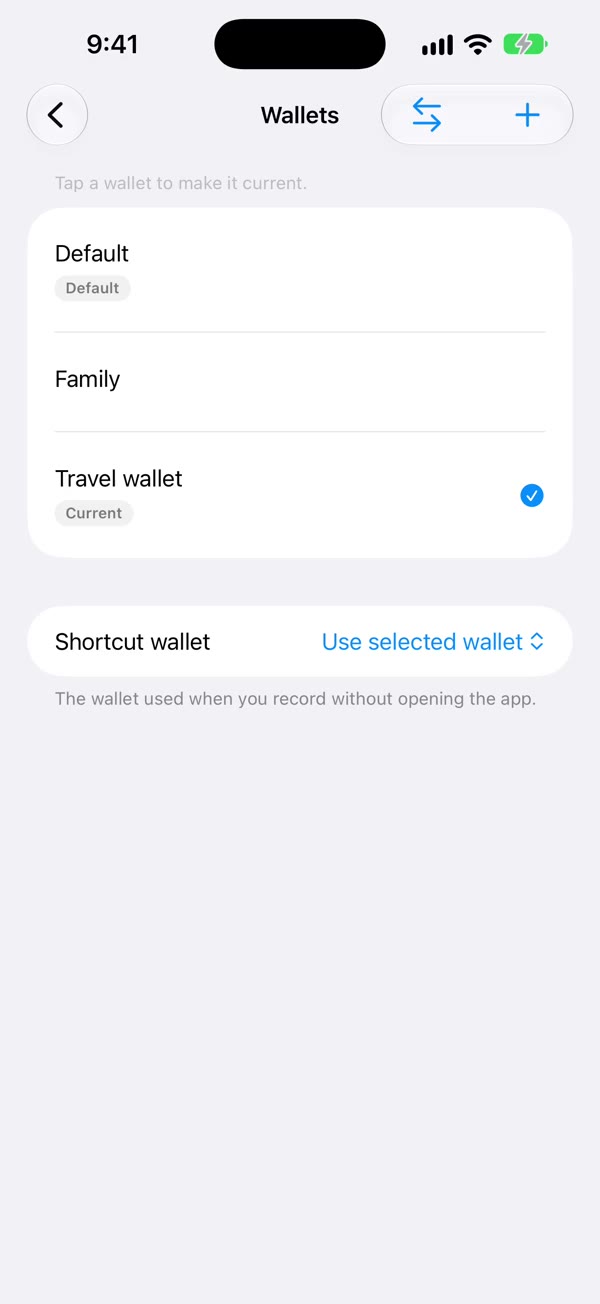 9:41
Wallets
Tap a wallet to make it current.
Default
Default
Family
Travel wallet
Current
Shortcut wallet Use selected wallet
The wallet used when you record without opening the app.